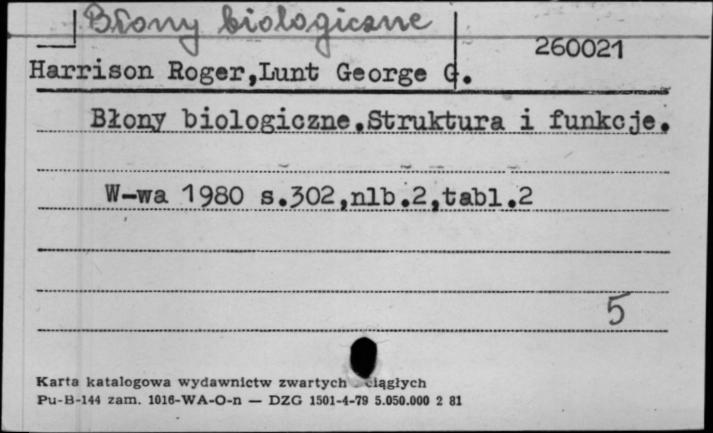 Błony biologiczne
260021
Harrison Roger,Lunt George G.
Błony biologiczne.Struktura i funkcje.
W-wa 1980 s.302,nlb.2,tabl.2
5
Karta katalogowa wydawnictw zwartych ciągłych
Pu-B-144 zam. 1016-WA-O-n — DZG 1501-4-79 5.050.000 2 81